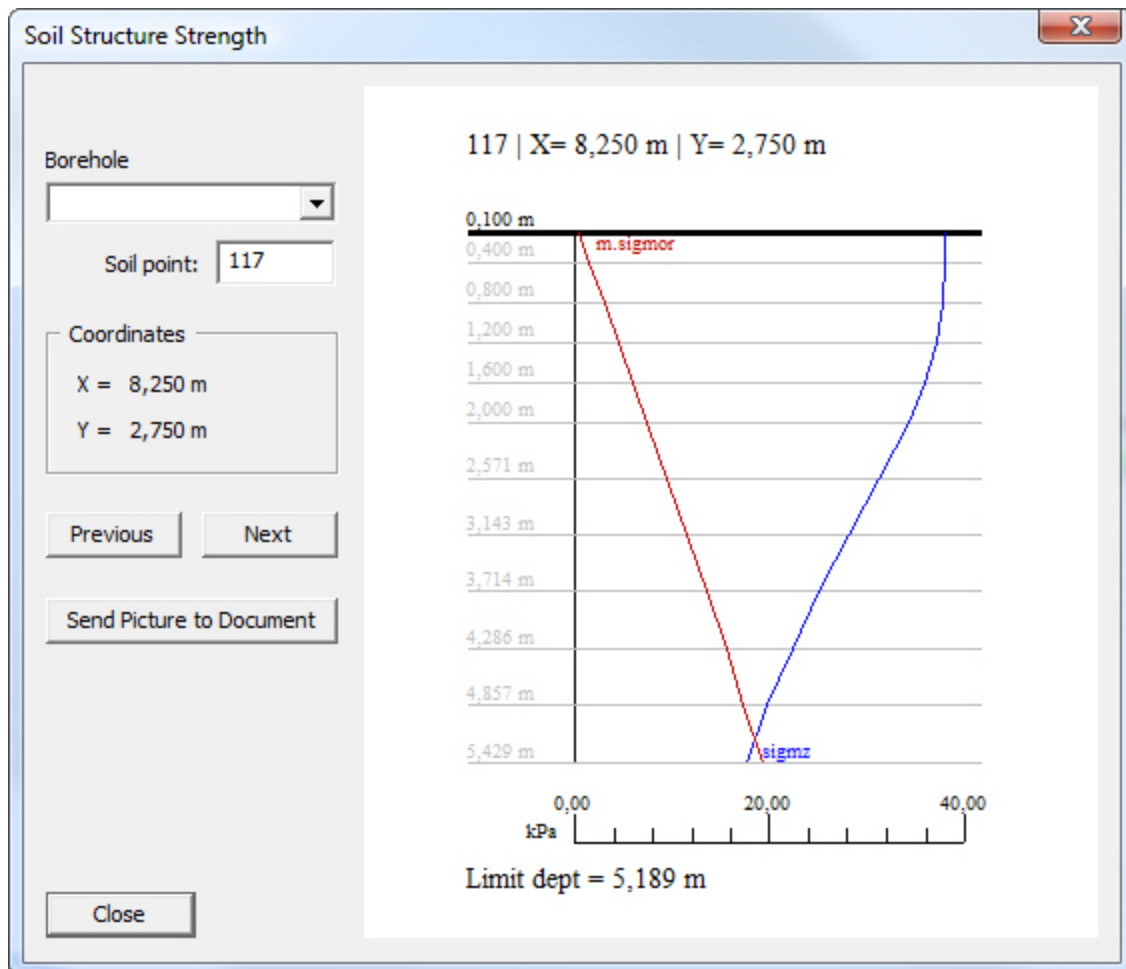 Soil Structure Strength
Borehole
Soil point: 117
Coordinates
X = 8,250 m
Y = 2,750 m
Previous Next
Send Picture to Document
Close
117 | X= 8,250 m | Y= 2,750 m
0,100 m
m.sigmor
0,400 m
0,800 m
1,200 m
1,600 m
2,000 m
2,571 m
3,143 m
3,714 m
4,286 m
4,857 m
5,429 m
sigmz
0,00 20,00 40,00
kPa
Limit dept = 5,189 m